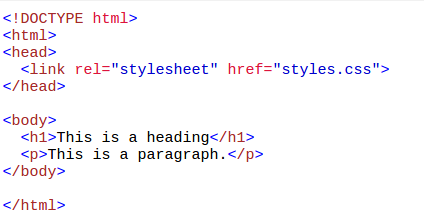 <!DOCTYPE html>
<html>
<head>
  <link rel="stylesheet" href="styles.css">
</head>

<body>
  <h1>This is a heading</h1>
  <p>This is a paragraph.</p>
</body>

</html>